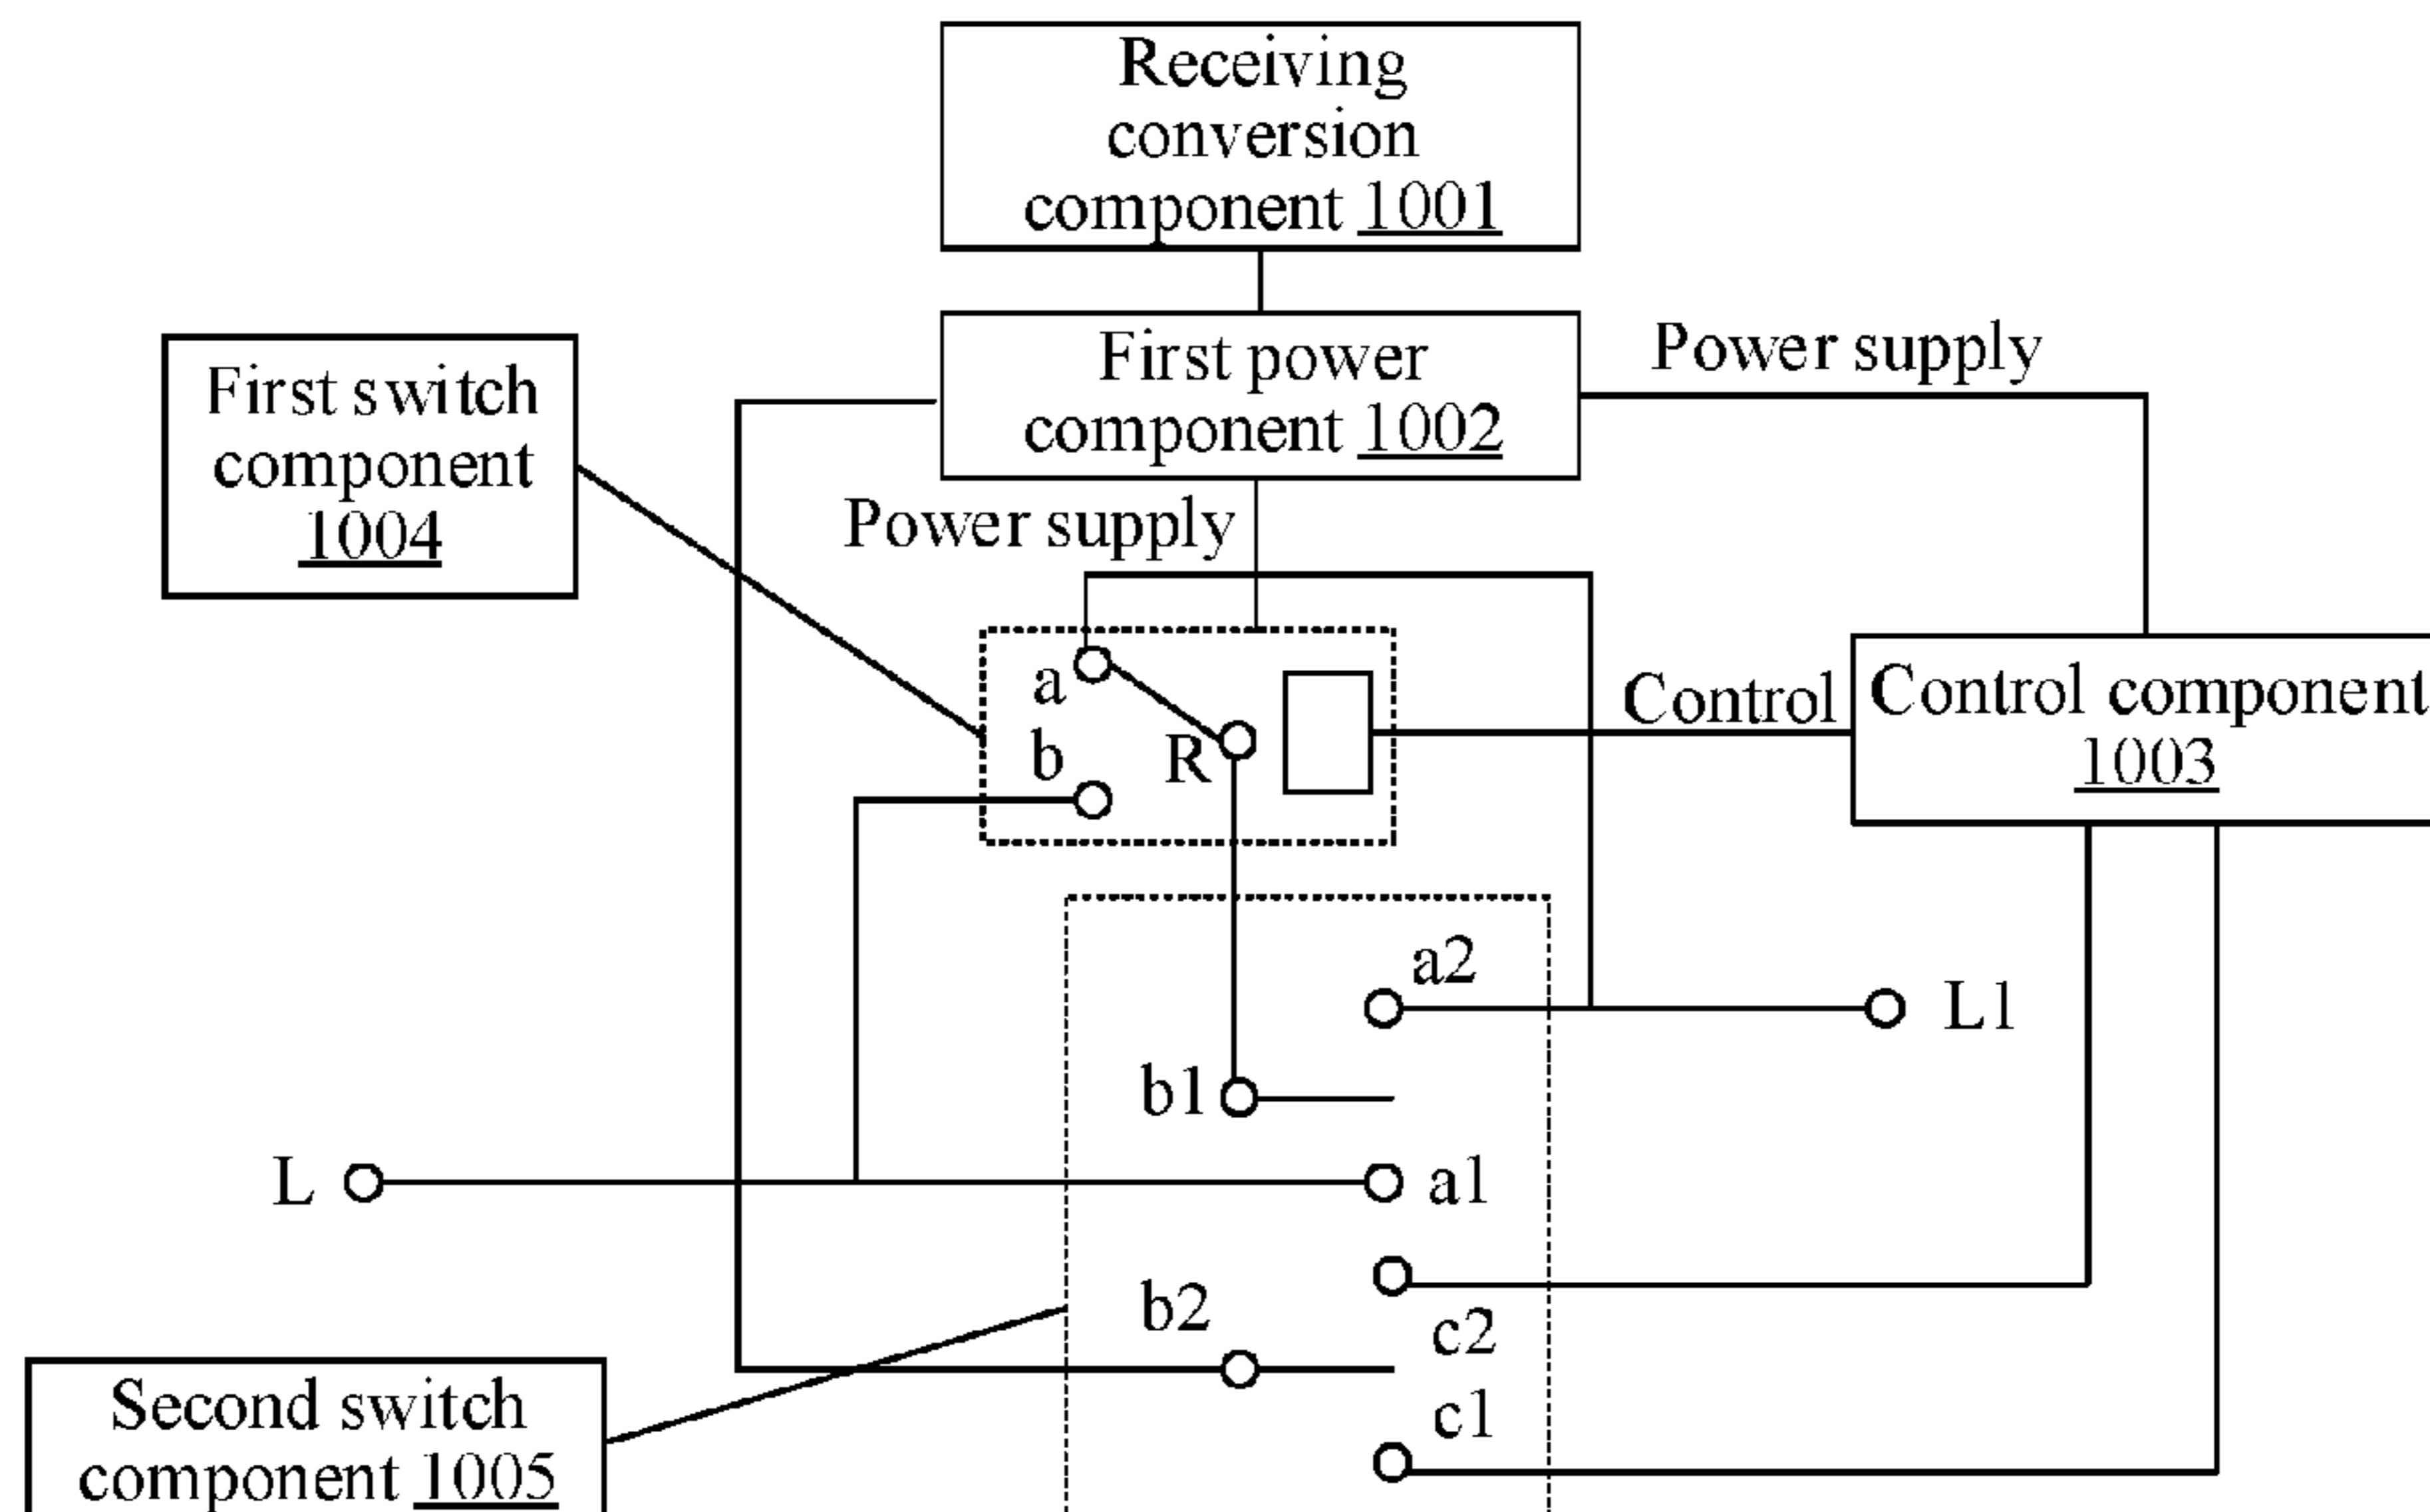 Receiving
conversion
component 1001
First power
component 1002
Power supply
First switch
component
1004
Power supply
a
b
R
Control
Control component
1003
a2
L1
b1
L
a1
b2
c2
c1
Second switch
component 1005